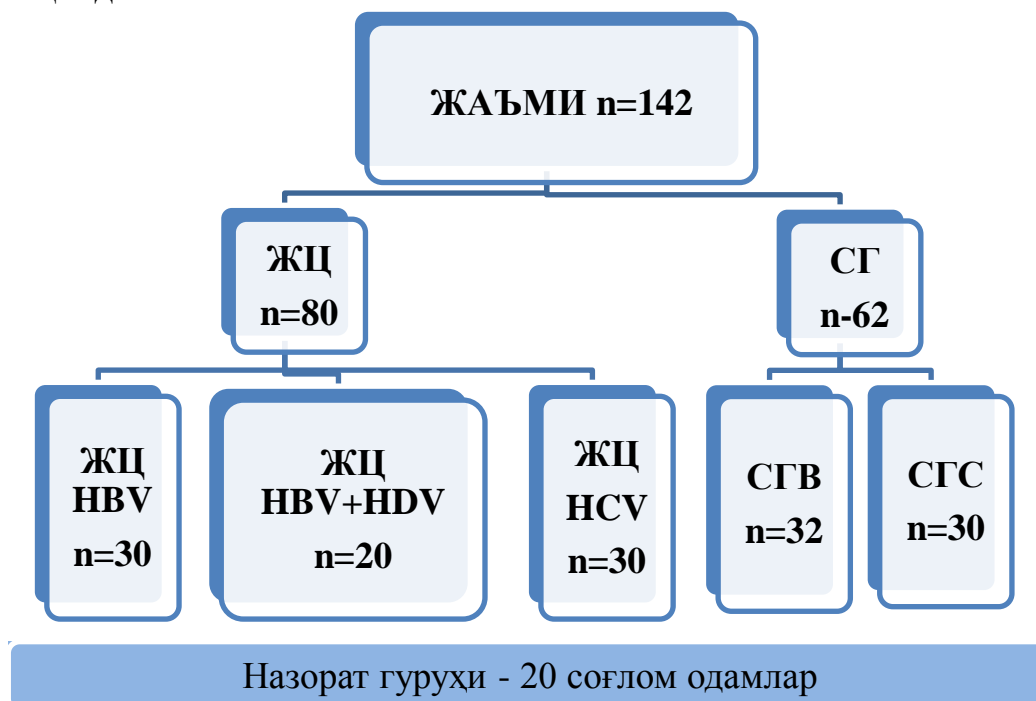 ЖАЪМИ n=142
ЖЦ
n=80
СГ
n-62
ЖЦ
HBV
n=30
ЖЦ
HBV+HDV
n=20
ЖЦ
HCV
n=30
СГВ
n=32
СГС
n=30
Назорат гуруҳи - 20 соғлом одамлар